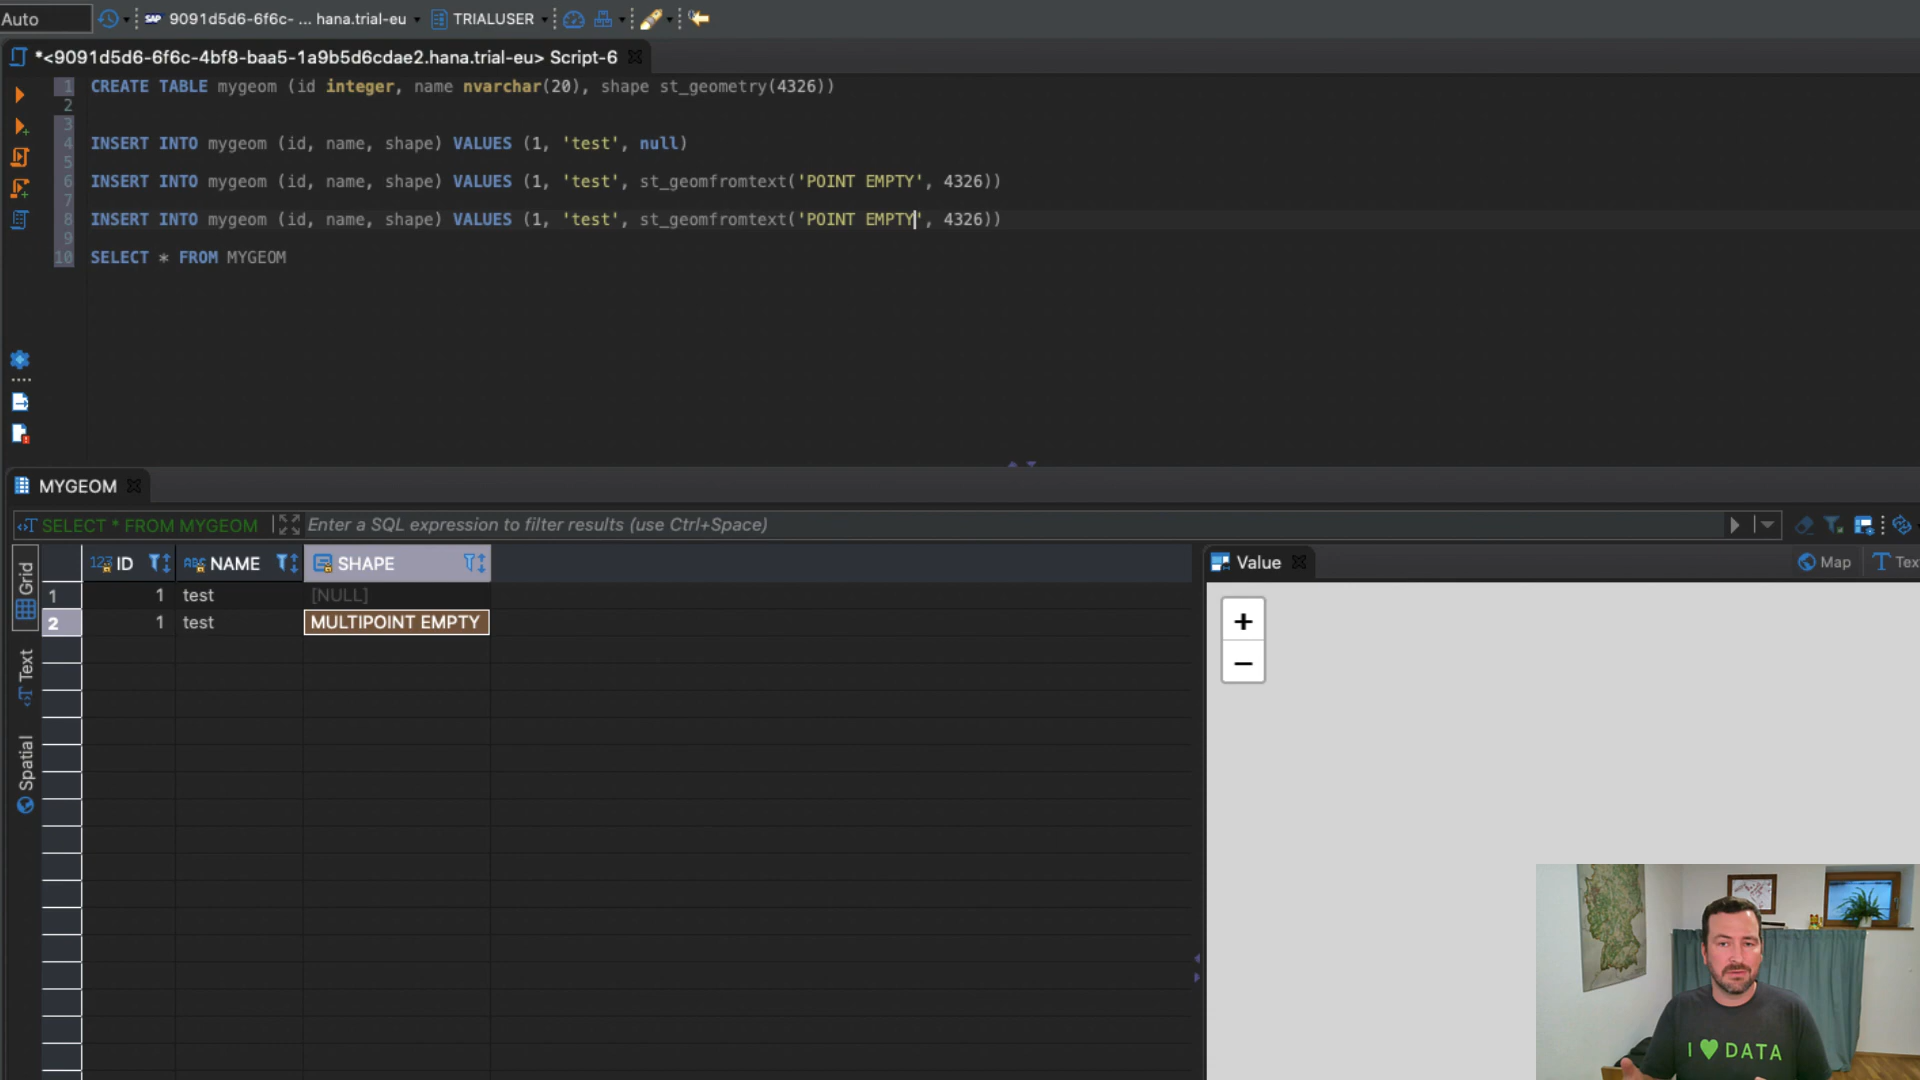 Auto
SAP 9091d5d6-6f6c- ... hana.trial-eu
TRIALUSER
*<9091d5d6-6f6c-4bf8-baa5-1a9b5d6cdae2.hana.trial-eu> Script-6
1 CREATE TABLE mygeom (id integer, name nvarchar(20), shape st_geometry(4326))
2
3
4 INSERT INTO mygeom (id, name, shape) VALUES (1, 'test', null)
5
6 INSERT INTO mygeom (id, name, shape) VALUES (1, 'test', st_geomfromtext('POINT EMPTY', 4326))
7
8 INSERT INTO mygeom (id, name, shape) VALUES (1, 'test', st_geomfromtext('POINT EMPTY', 4326))
9
10 SELECT * FROM MYGEOM
MYGEOM
SELECT * FROM MYGEOM
Enter a SQL expression to filter results (use Ctrl+Space)
Grid
Text
Spatial
123 ID
ABC NAME
SHAPE
1 1 test [NULL]
2 1 test MULTIPOINT EMPTY
Value
Map
Tex
+
−
I DATA